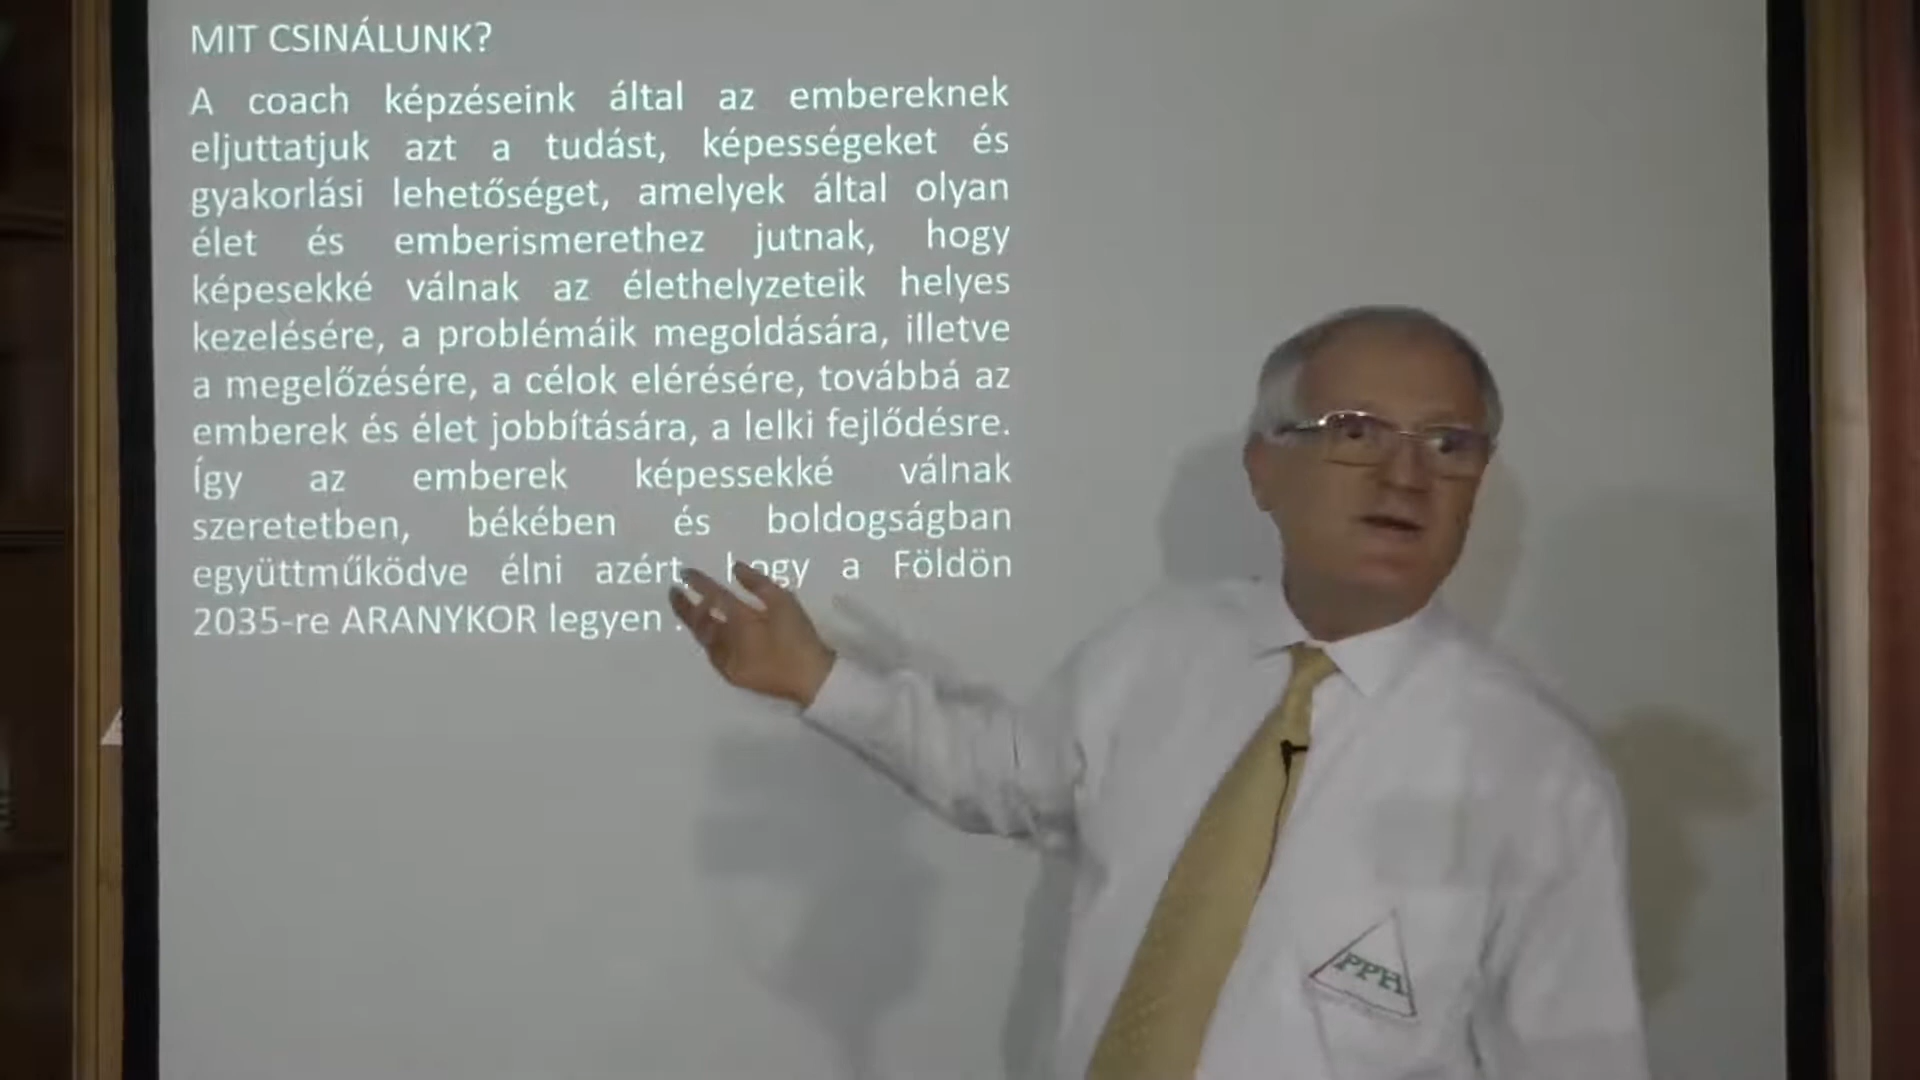 MIT CSINÁLUNK?
A coach képzéseink által az embereknek
eljuttatjuk azt a tudást, képességeket és
gyakorlási lehetőséget, amelyek által olyan
élet és emberismerethez jutnak, hogy
képesekké válnak az élethelyzeteik helyes
kezelésére, a problémáik megoldására, illetve
a megelőzésére, a célok elérésére, továbbá az
emberek és élet jobbítására, a lelki fejlődésre.
Így az emberek képessekké válnak
szeretetben, békében és boldogságban
együttműködve élni azért, hogy a Földön
2035-re ARANYKOR legyen .
PPH